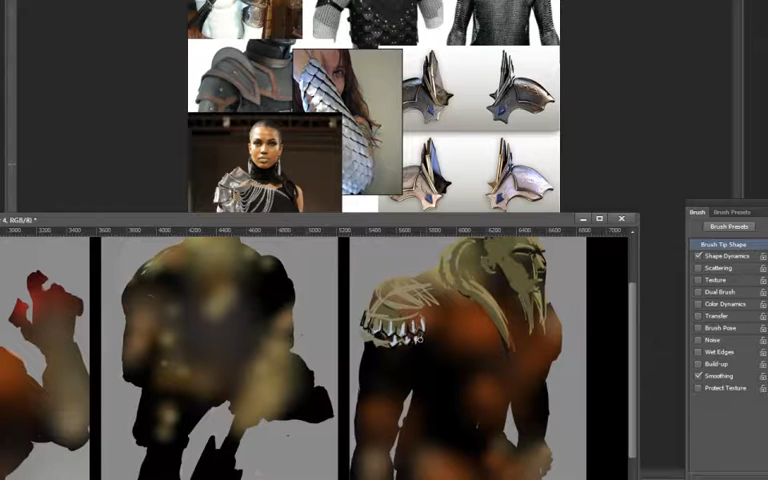 Brush Brush Presets
Brush Presets
Brush Tip Shape
Shape Dynamics
Scattering
Texture
Dual Brush
Color Dynamics
Transfer
Brush Pose
Noise
Wet Edges
Build-up
Smoothing
Protect Texture
4, RGB/8) *
3000 3200 3400 3600 3800 4000 4200 4400 4600 4800 5000 5200 5400 5600 5800 6000 6200 6400 6600 6800 7000